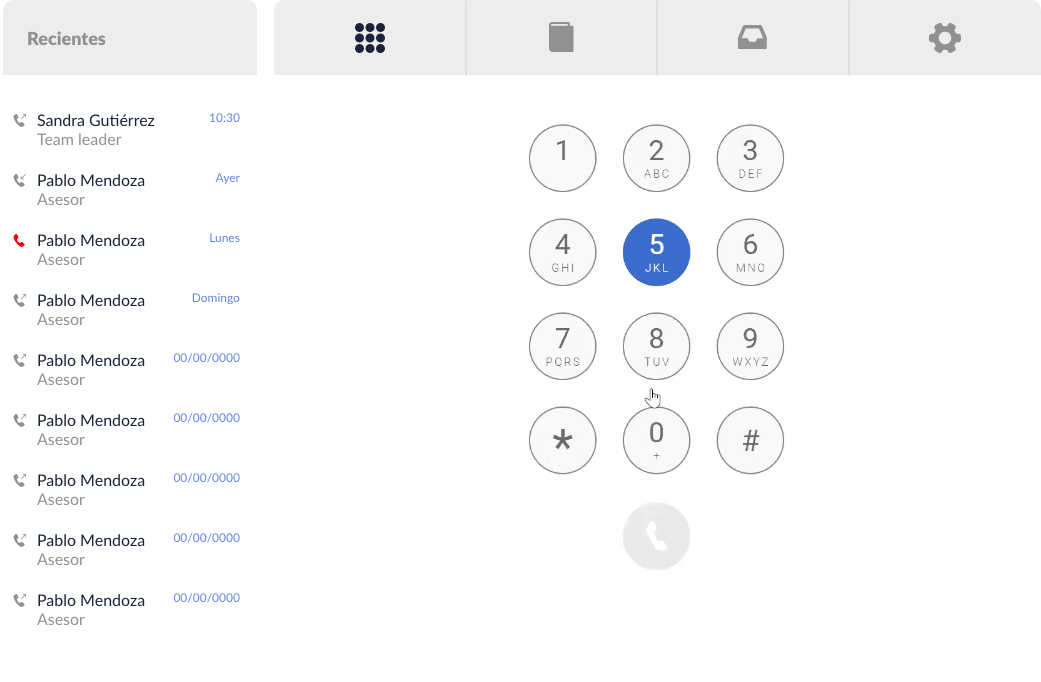 Recientes
Sandra Gutiérrez 10:30
Team leader
Pablo Mendoza Ayer
Asesor
Pablo Mendoza Lunes
Asesor
Pablo Mendoza Domingo
Asesor
Pablo Mendoza 00/00/0000
Asesor
Pablo Mendoza 00/00/0000
Asesor
Pablo Mendoza 00/00/0000
Asesor
Pablo Mendoza 00/00/0000
Asesor
Pablo Mendoza 00/00/0000
Asesor
1 2 3
ABC DEF
4 5 6
GHI JKL MNO
7 8 9
PQRS TUV WXYZ
* 0 #
+